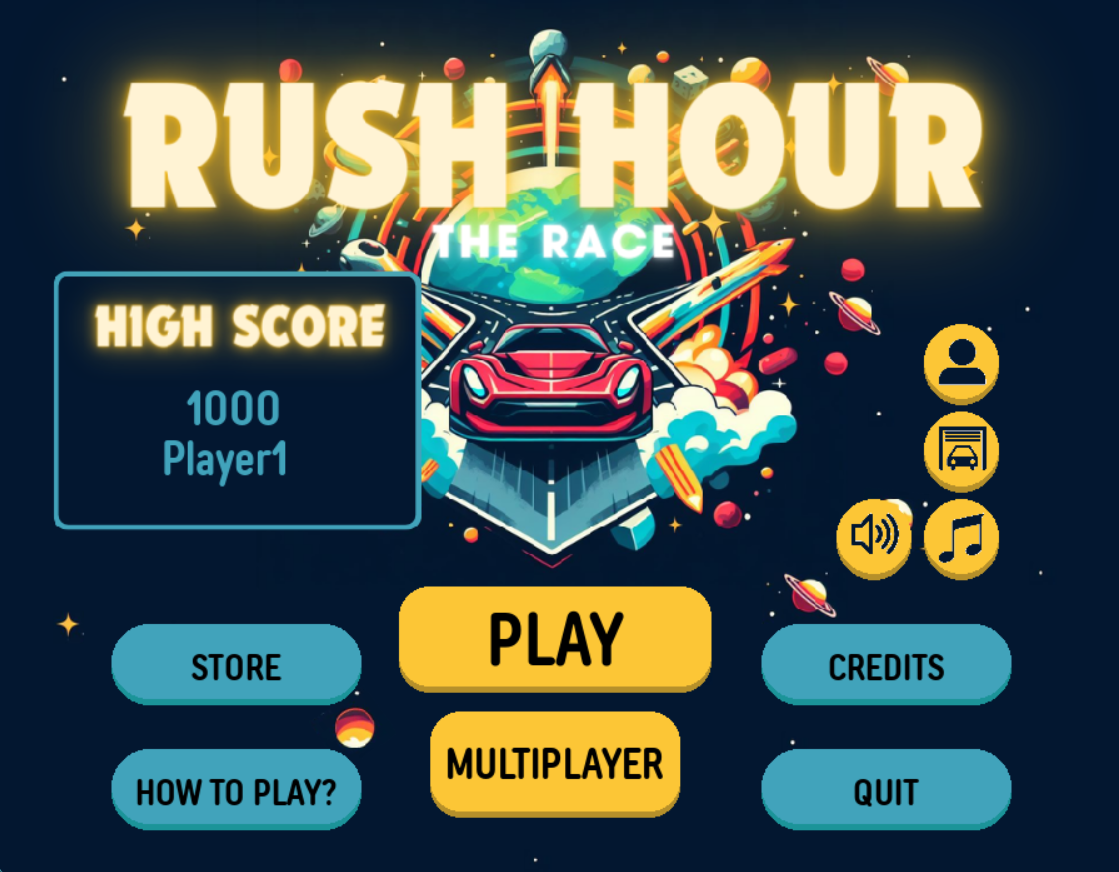 RUSH HOUR
THE RACE
HIGH SCORE
1000
Player1
PLAY
STORE
CREDITS
MULTIPLAYER
HOW TO PLAY?
QUIT